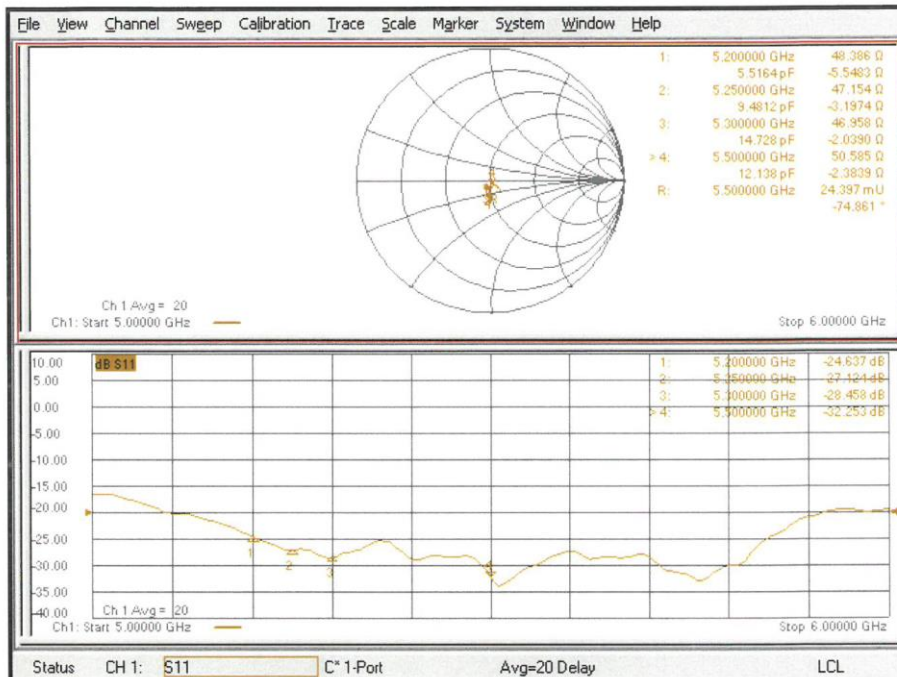 File View Channel Sweep Calibration Trace Scale Marker System Window Help
1: 5.200000 GHz 48.386 Ω
5.5164 pF -5.5483 Ω
2: 5.250000 GHz 47.154 Ω
9.4812 pF -3.1974 Ω
3: 5.300000 GHz 46.958 Ω
14.728 pF -2.0390 Ω
> 4: 5.500000 GHz 50.585 Ω
12.138 pF -2.3839 Ω
R: 5.500000 GHz 24.397 mU
-74.861 °
Ch 1 Avg = 20
Ch1: Start 5.00000 GHz
Stop 6.00000 GHz
10.00
5.00
0.00
-5.00
-10.00
-15.00
-20.00
-25.00
-30.00
-35.00
-40.00
dB S11
1: 5.200000 GHz -24.637 dB
2: 5.250000 GHz -27.124 dB
3: 5.300000 GHz -28.458 dB
> 4: 5.500000 GHz -32.253 dB
1
2
3
4
Ch 1 Avg = 20
Ch1: Start 5.00000 GHz
Stop 6.00000 GHz
Status CH 1: S11 C* 1-Port Avg=20 Delay LCL